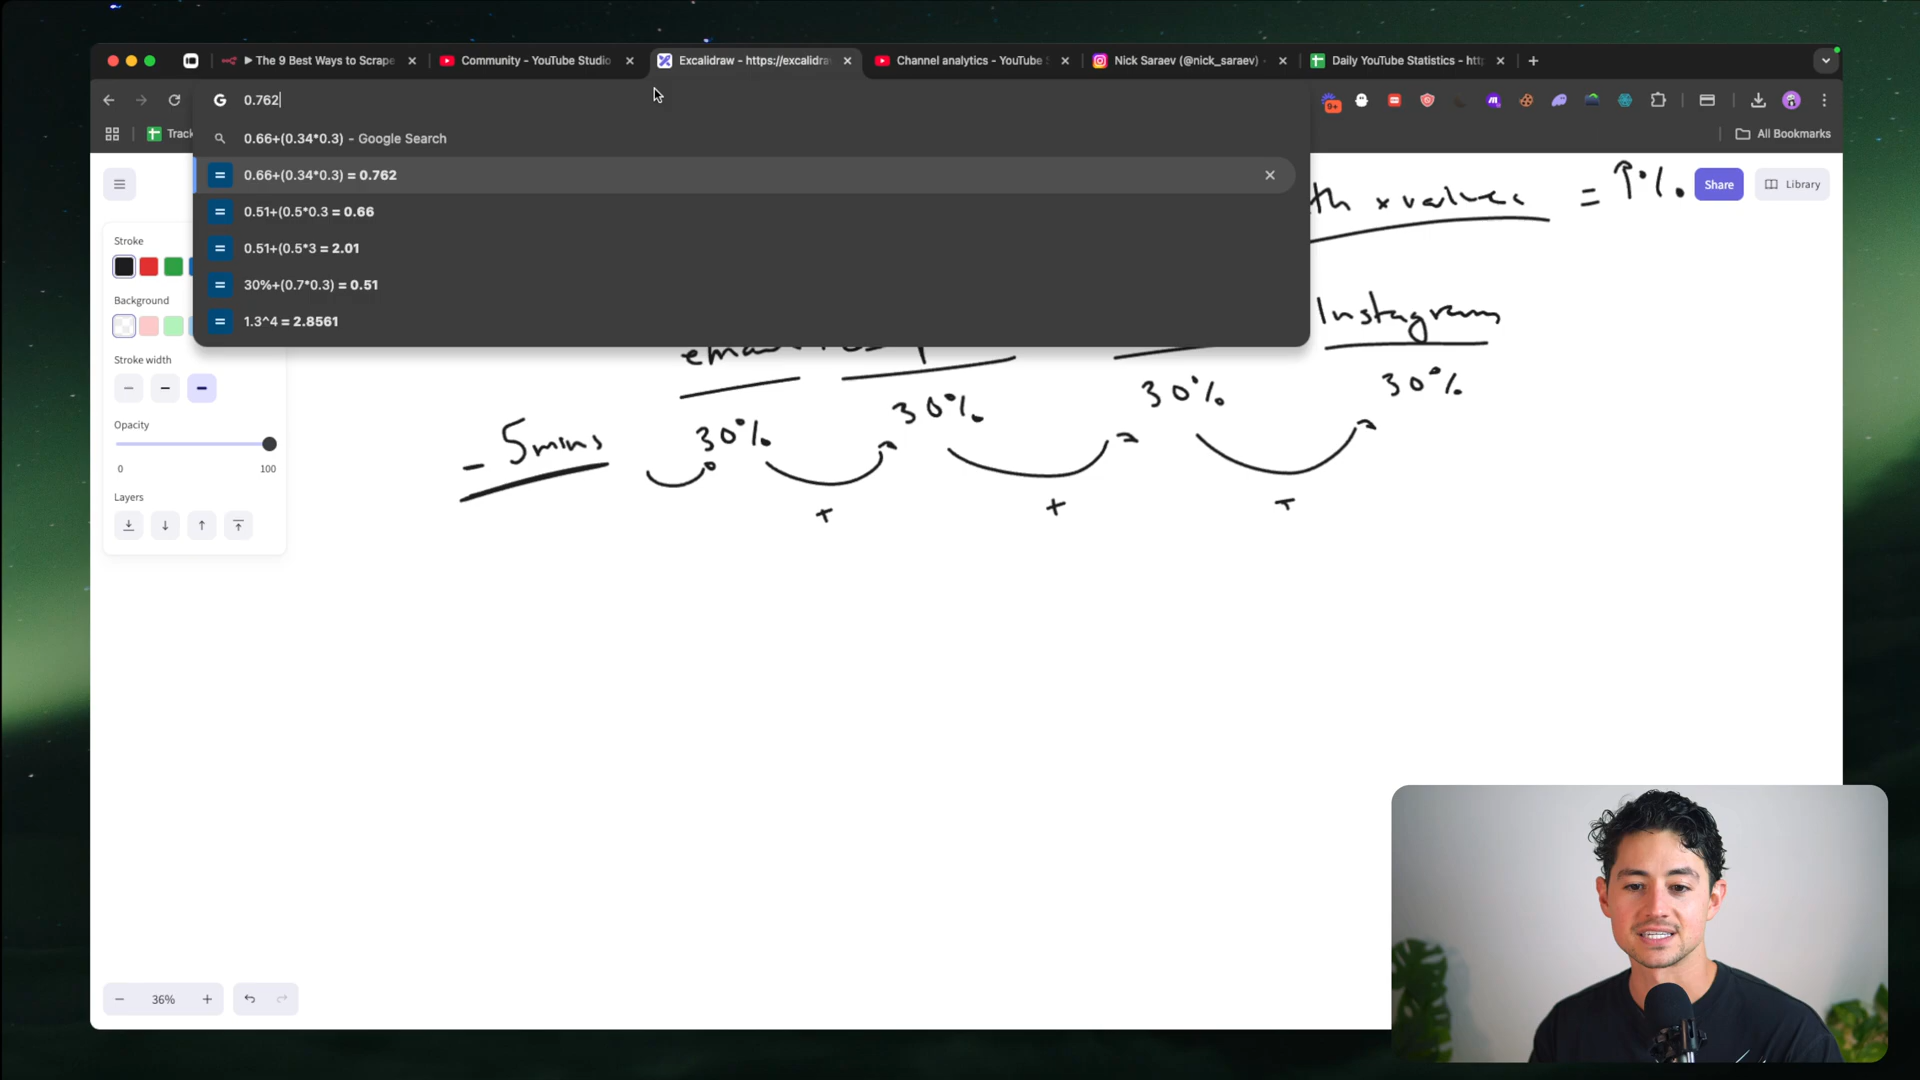 ▶ The 9 Best Ways to Scrape
Community - YouTube Studio
Excalidraw - https://excalidra
Channel analytics - YouTube S
Nick Saraev (@nick_saraev) ·
Daily YouTube Statistics - htt
0.762
9+
0.66+(0.34*0.3) - Google Search
0.66+(0.34*0.3) = 0.762
0.51+(0.5*0.3 = 0.66
0.51+(0.5*3 = 2.01
30%+(0.7*0.3) = 0.51
1.3^4 = 2.8561
Track
All Bookmarks
Share
Library
th x values = ↑%.
Instagram
Stroke
Background
Stroke width
Opacity
0 100
Layers
30% 30% 30% 30%
- 5mins
+ + +
36%